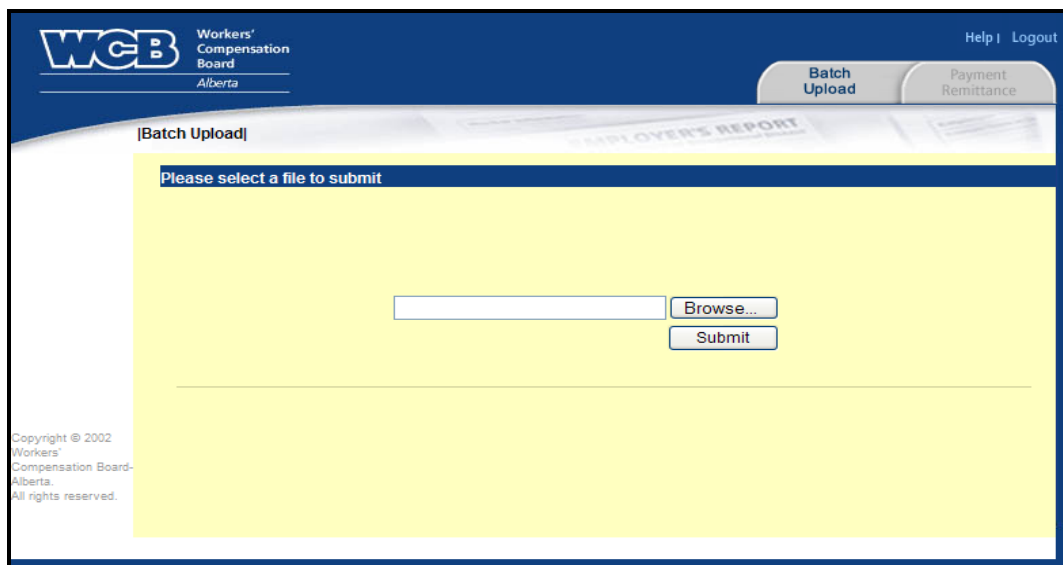 WCB
Workers'
Compensation
Board
Alberta
Help | Logout
Batch
Upload
Payment
Remittance
|Batch Upload|
EMPLOYER'S REPORT
Please select a file to submit
Browse...
Submit
Copyright © 2002
Workers'
Compensation Board-
Alberta.
All rights reserved.